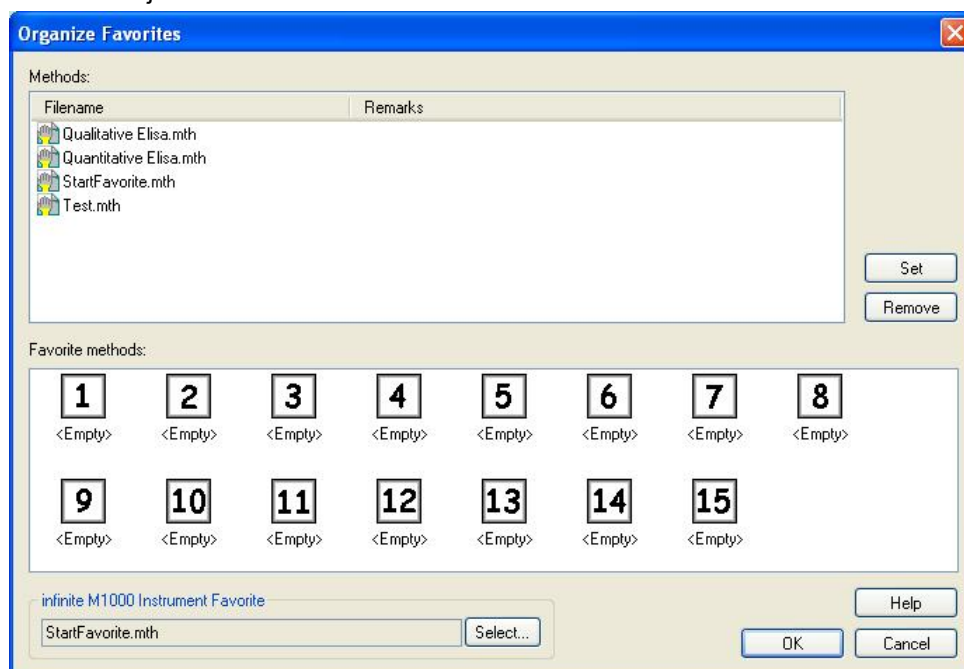 Organize Favorites
Methods:
Filename Remarks
Qualitative Elisa.mth
Quantitative Elisa.mth
StartFavorite.mth
Test.mth
Set
Remove
Favorite methods:
1 2 3 4 5 6 7 8
<Empty> <Empty> <Empty> <Empty> <Empty> <Empty> <Empty> <Empty>
9 10 11 12 13 14 15
<Empty> <Empty> <Empty> <Empty> <Empty> <Empty> <Empty>
infinite M1000 Instrument Favorite
Help
StartFavorite.mth Select...
OK Cancel